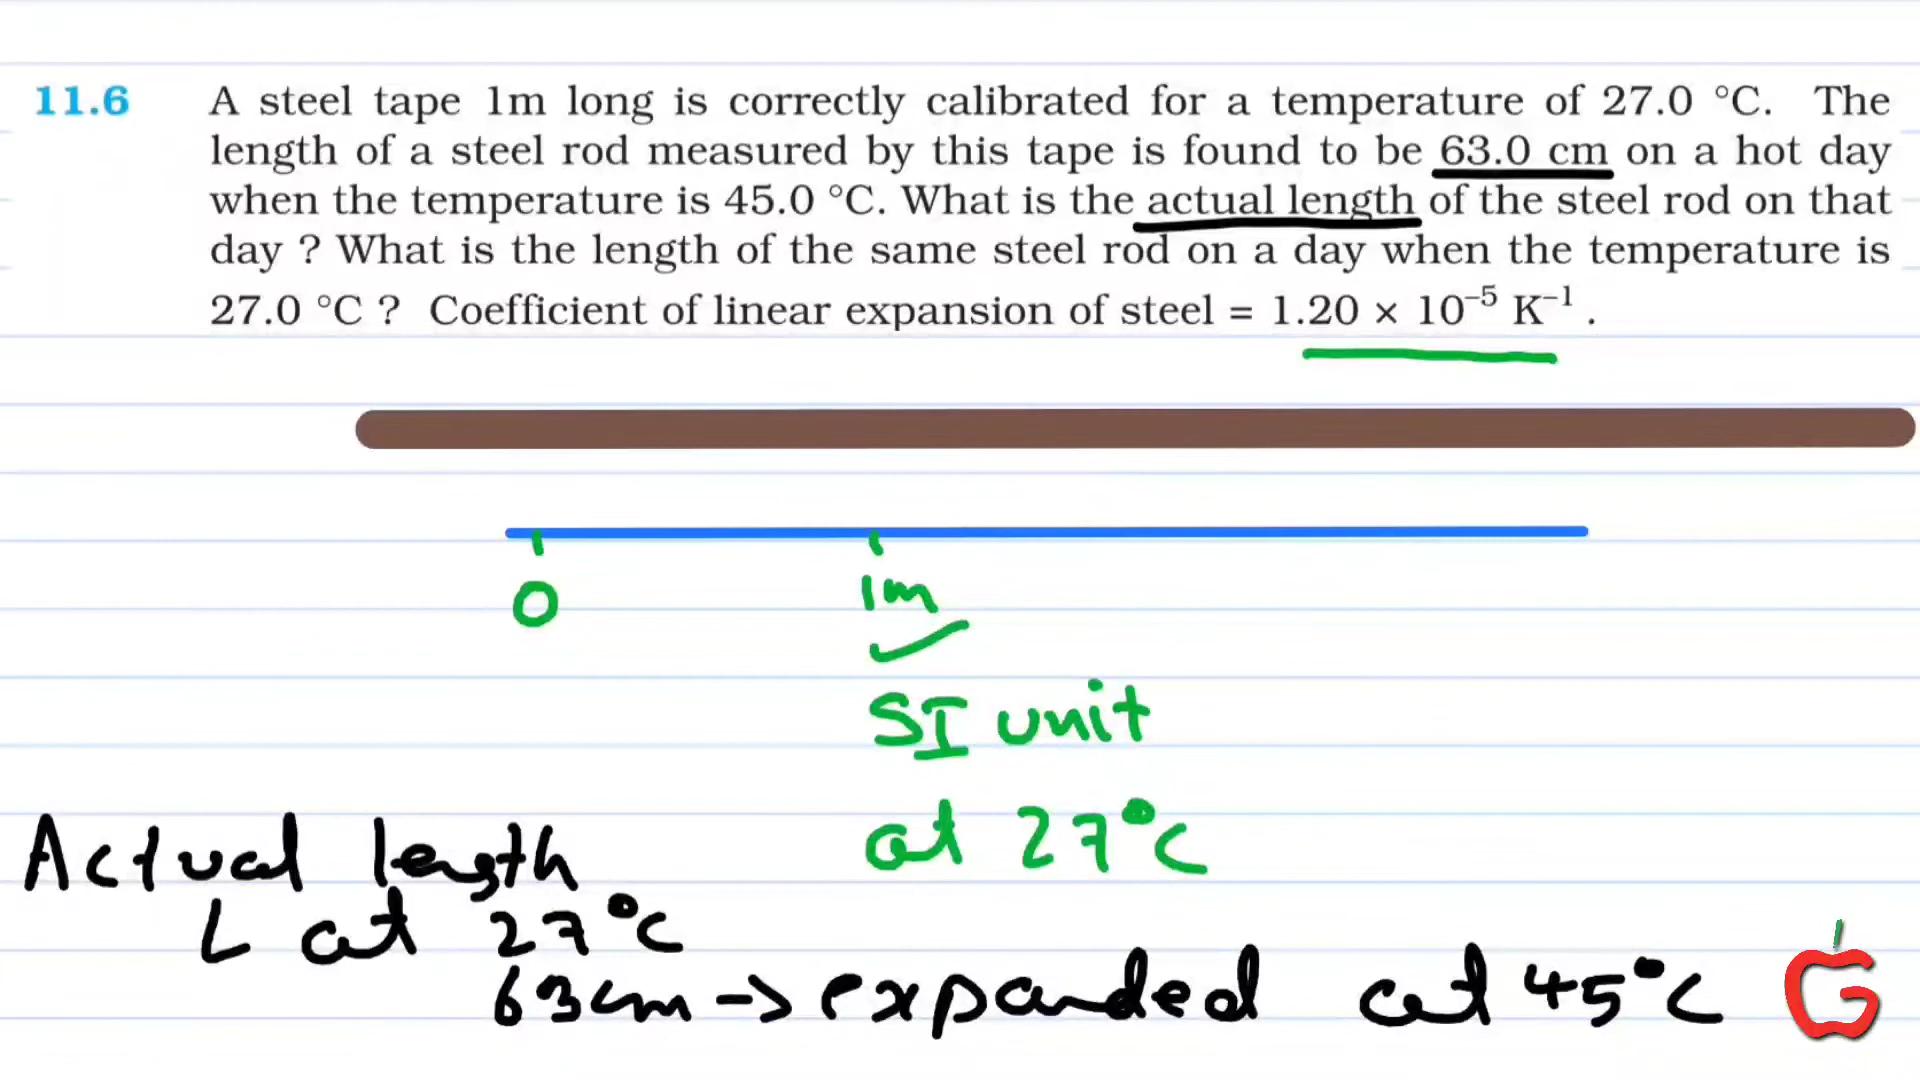 11.6 A steel tape 1m long is correctly calibrated for a temperature of 27.0 °C. The
length of a steel rod measured by this tape is found to be 63.0 cm on a hot day
when the temperature is 45.0 °C. What is the actual length of the steel rod on that
day ? What is the length of the same steel rod on a day when the temperature is
27.0 °C ? Coefficient of linear expansion of steel = 1.20 × 10⁻⁵ K⁻¹ .
0 1m
SI unit
at 27°C
Actual length
L at 27°C
63cm → expanded at 45°C
G